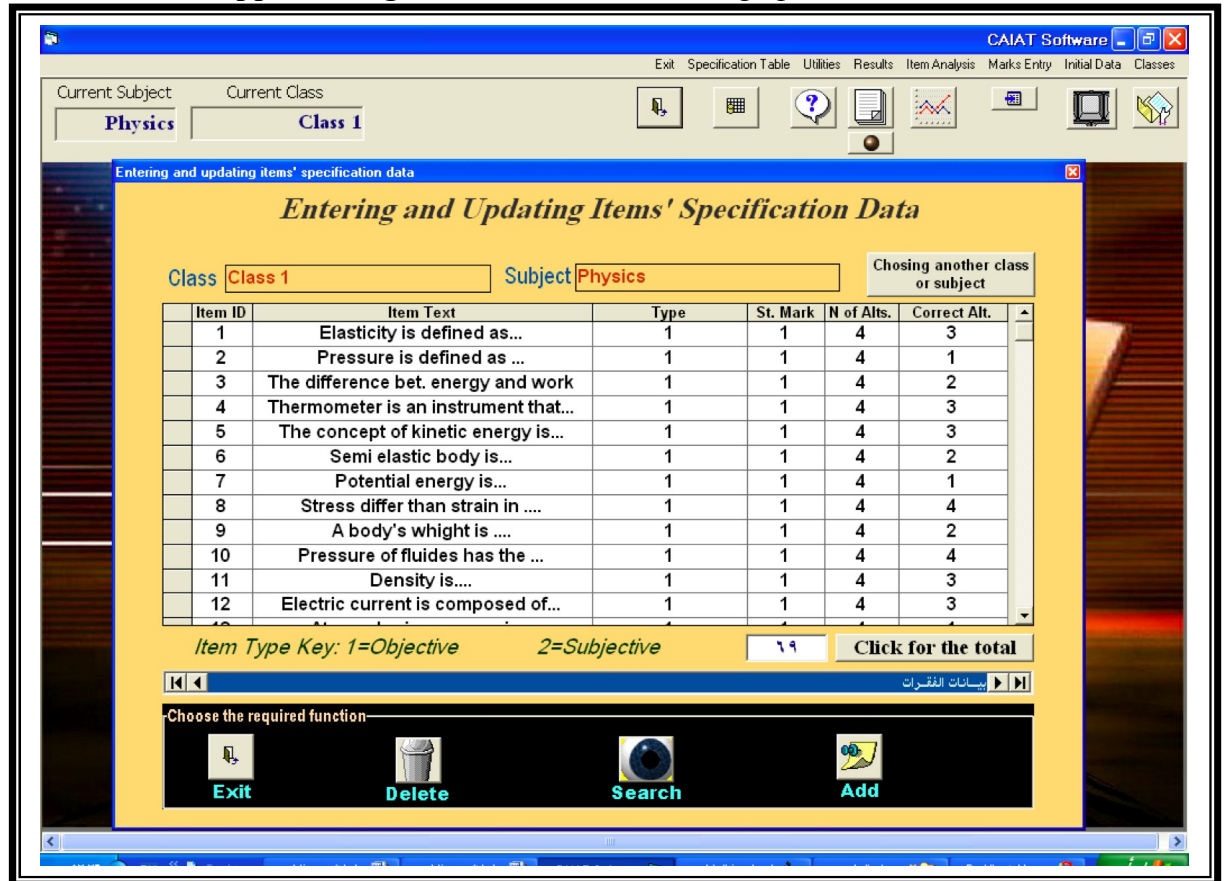 CAIAT Software
Exit Specification Table Utilities Results Item Analysis Marks Entry Initial Data Classes
Current Subject Current Class
Physics Class 1
Entering and updating items' specification data
Entering and Updating Items' Specification Data
Class Class 1 Subject Physics Chosing another class
or subject
Item ID Item Text Type St. Mark N of Alts. Correct Alt.
1 Elasticity is defined as... 1 1 4 3
2 Pressure is defined as ... 1 1 4 1
3 The difference bet. energy and work 1 1 4 2
4 Thermometer is an instrument that... 1 1 4 3
5 The concept of kinetic energy is... 1 1 4 3
6 Semi elastic body is... 1 1 4 2
7 Potential energy is... 1 1 4 1
8 Stress differ than strain in .... 1 1 4 4
9 A body's whight is .... 1 1 4 2
10 Pressure of fluides has the ... 1 1 4 4
11 Density is.... 1 1 4 3
12 Electric current is composed of... 1 1 4 3
Item Type Key: 1=Objective 2=Subjective ٦٩ Click for the total
بيــانات الفقــرات
Choose the required function
Exit Delete Search Add